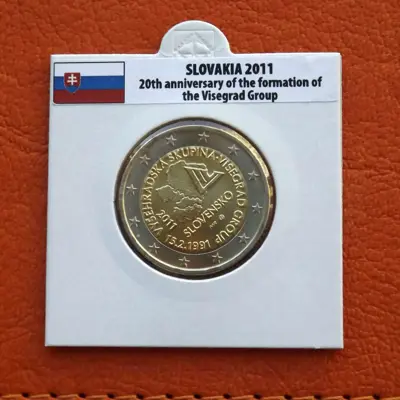 SLOVAKIA 2011
20th anniversary of the formation of
the Visegrad Group
VYŠEHRADSKÁ SKUPINA·VISEGRAD GROUP
2011 SLOVENSKO
15.2.1991